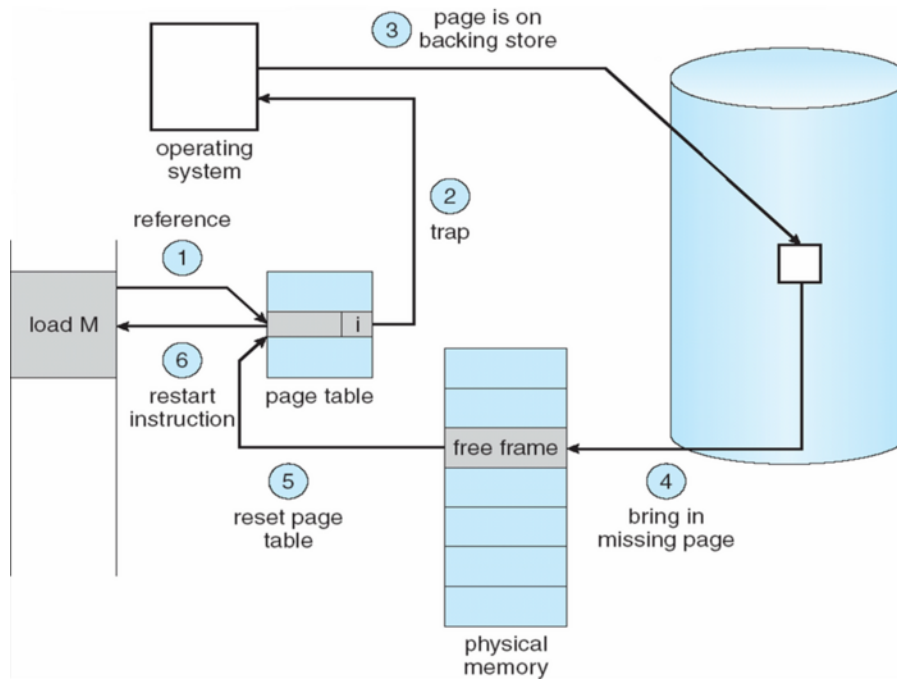 3
page is on
backing store
operating
system
2
trap
reference
1
load M
i
6
restart
instruction
page table
free frame
5
reset page
table
4
bring in
missing page
physical
memory